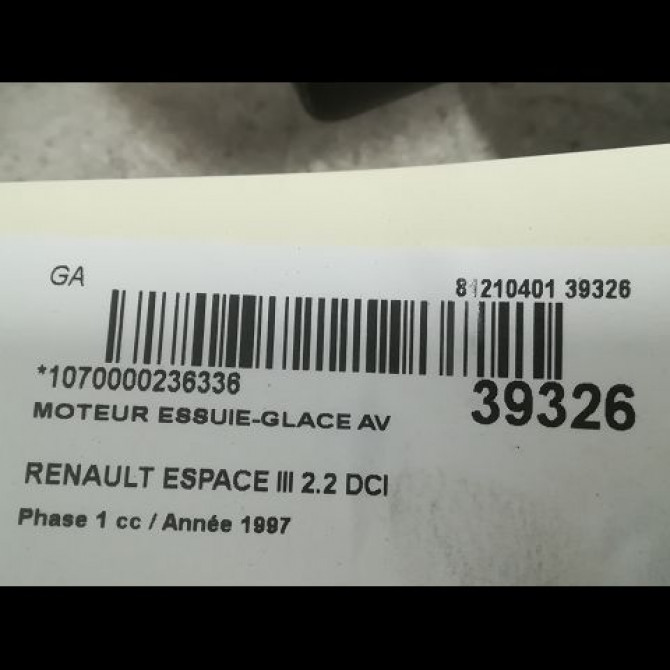 GA
81210401 39326
*1070000236336
39326
MOTEUR ESSUIE-GLACE AV
RENAULT ESPACE III 2.2 DCI
Phase 1 cc / Année 1997